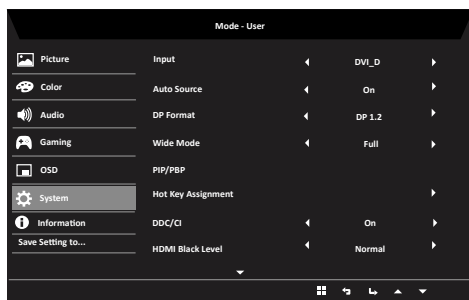 Mode - User
Picture
Color
Audio
Gaming
OSD
System
Information
Save Setting to...
Input DVI_D
Auto Source On
DP Format DP 1.2
Wide Mode Full
PIP/PBP
Hot Key Assignment
DDC/CI On
HDMI Black Level Normal